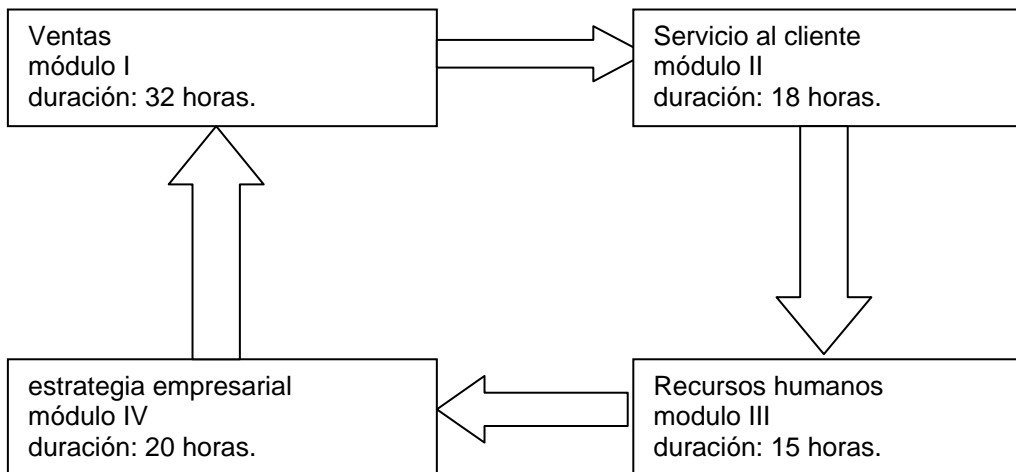 Ventas
módulo I
duración: 32 horas.
Servicio al cliente
módulo II
duración: 18 horas.
estrategia empresarial
módulo IV
duración: 20 horas.
Recursos humanos
modulo III
duración: 15 horas.